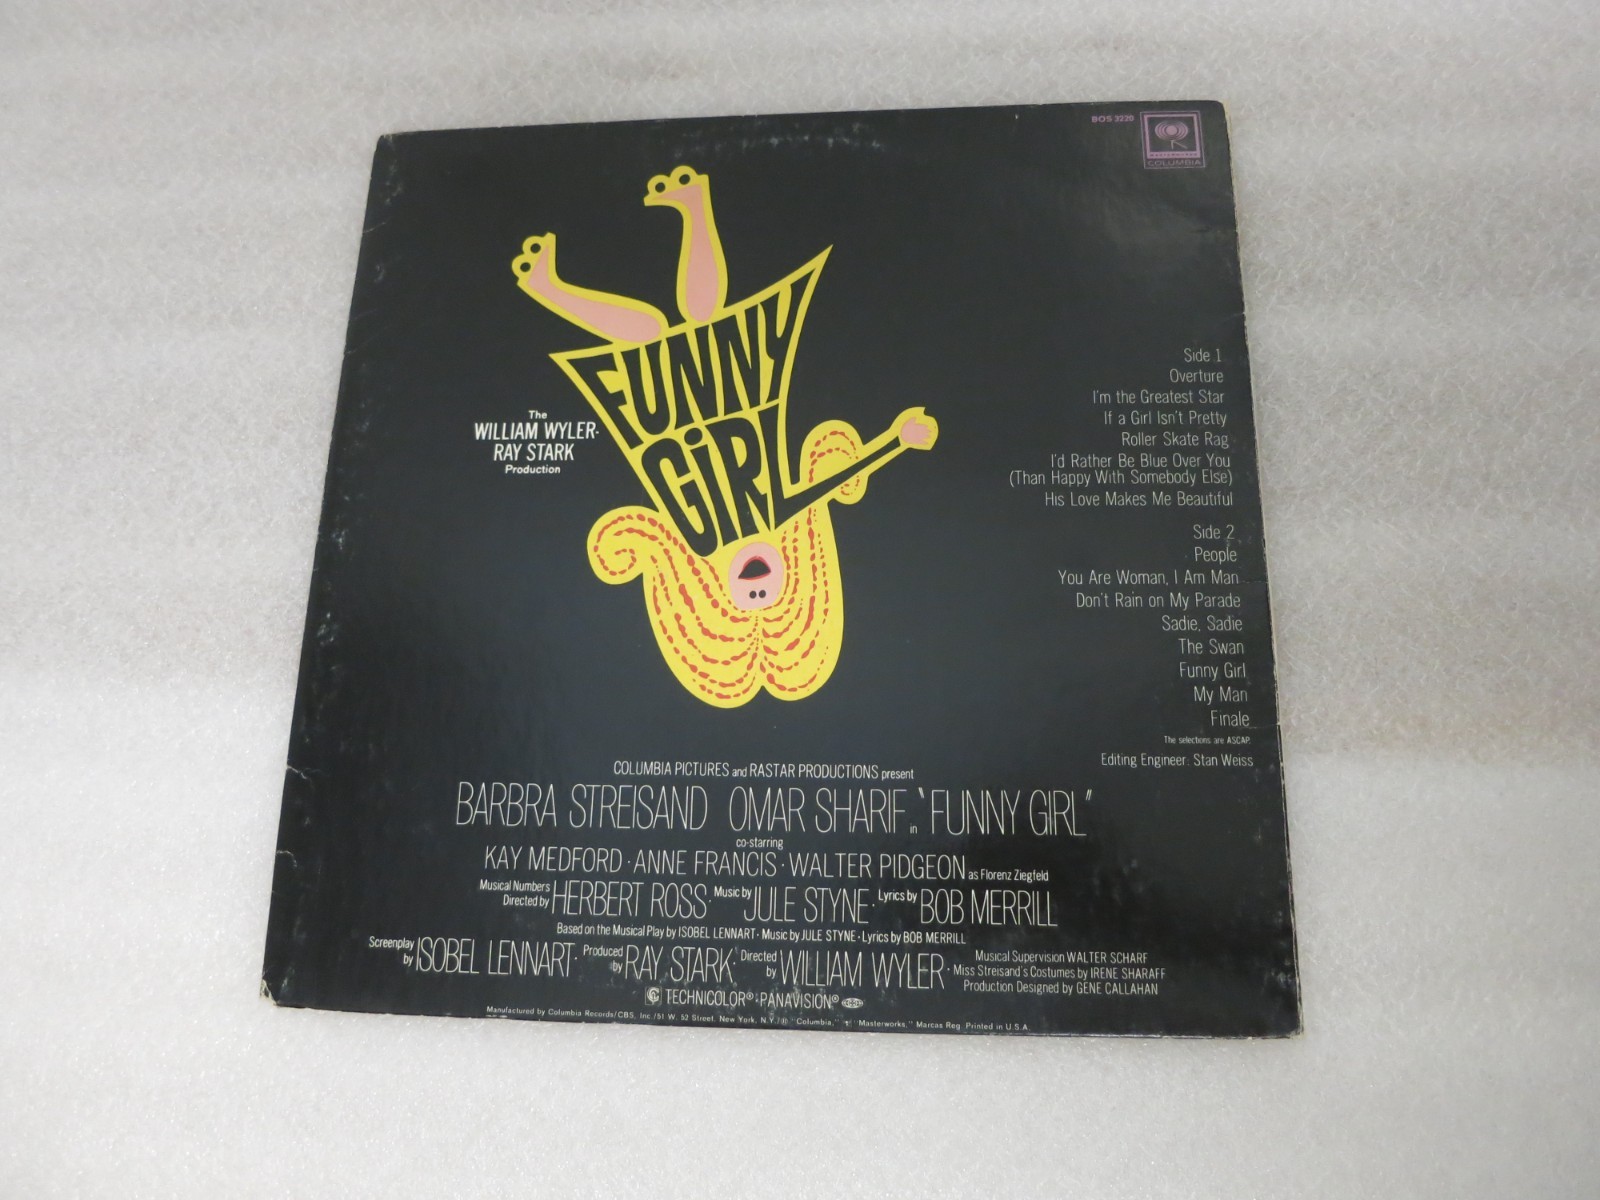 BOS 3220
MASTERWORKS
COLUMBIA
FUNNY
GIRL
The
WILLIAM WYLER-
RAY STARK
Production
Side 1
Overture
I'm the Greatest Star
If a Girl Isn't Pretty
Roller Skate Rag
I'd Rather Be Blue Over You
(Than Happy With Somebody Else)
His Love Makes Me Beautiful
Side 2
People
You Are Woman, I Am Man
Don't Rain on My Parade
Sadie, Sadie
The Swan
Funny Girl
My Man
Finale
The selections are ASCAP.
Editing Engineer: Stan Weiss
COLUMBIA PICTURES and RASTAR PRODUCTIONS present
BARBRA STREISAND OMAR SHARIF in "FUNNY GIRL"
co-starring
KAY MEDFORD · ANNE FRANCIS · WALTER PIDGEON as Florenz Ziegfeld
Musical Numbers Directed by HERBERT ROSS · Music by JULE STYNE · Lyrics by BOB MERRILL
Based on the Musical Play by ISOBEL LENNART · Music by JULE STYNE · Lyrics by BOB MERRILL
Screenplay by ISOBEL LENNART · Produced by RAY STARK · Directed by WILLIAM WYLER ·
Musical Supervision WALTER SCHARF
Miss Streisand's Costumes by IRENE SHARAFF
Production Designed by GENE CALLAHAN
TECHNICOLOR® · PANAVISION®
Manufactured by Columbia Records/CBS, Inc./51 W. 52 Street, New York, N.Y./® "Columbia," "Masterworks," Marcas Reg. Printed in U.S.A.